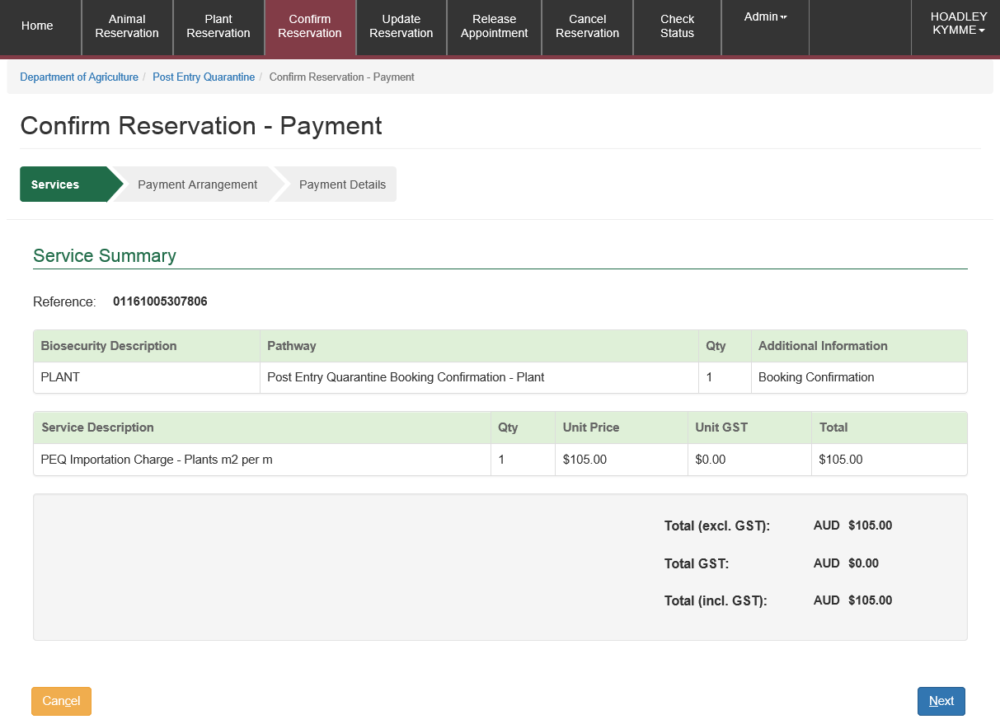 Home
Animal
Reservation
Plant
Reservation
Confirm
Reservation
Update
Reservation
Release
Appointment
Cancel
Reservation
Check
Status
Admin
HOADLEY
KYMME
Department of Agriculture / Post Entry Quarantine / Confirm Reservation - Payment
Confirm Reservation - Payment
Services Payment Arrangement Payment Details
Service Summary
Reference: 01161005307806
Biosecurity Description Pathway Qty Additional Information
PLANT Post Entry Quarantine Booking Confirmation - Plant 1 Booking Confirmation
Service Description Qty Unit Price Unit GST Total
PEQ Importation Charge - Plants m2 per m 1 $105.00 $0.00 $105.00
Total (excl. GST): AUD $105.00
Total GST: AUD $0.00
Total (incl. GST): AUD $105.00
Cancel Next